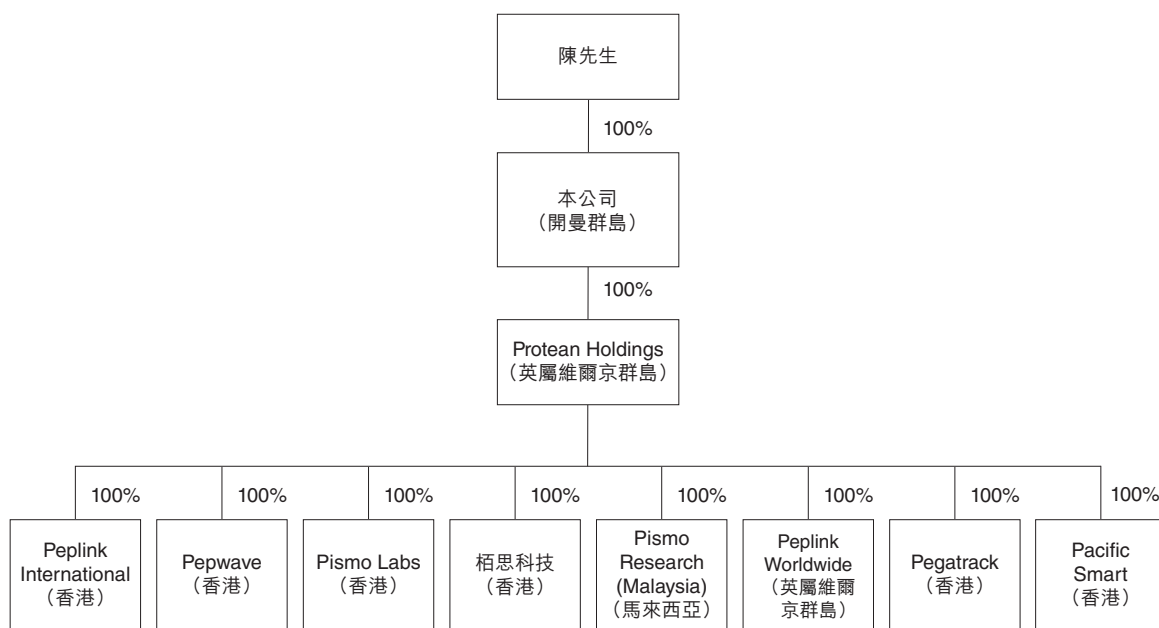 陳先生
100%
本公司
（開曼群島）
100%
Protean Holdings
（英屬維爾京群島）
100%
100%
100%
100%
100%
100%
100%
100%
Peplink
International
（香港）
Pepwave
（香港）
Pismo Labs
（香港）
栢思科技
（香港）
Pismo
Research
(Malaysia)
（馬來西亞）
Peplink
Worldwide
（英屬維爾
京群島）
Pegatrack
（香港）
Pacific
Smart
（香港）